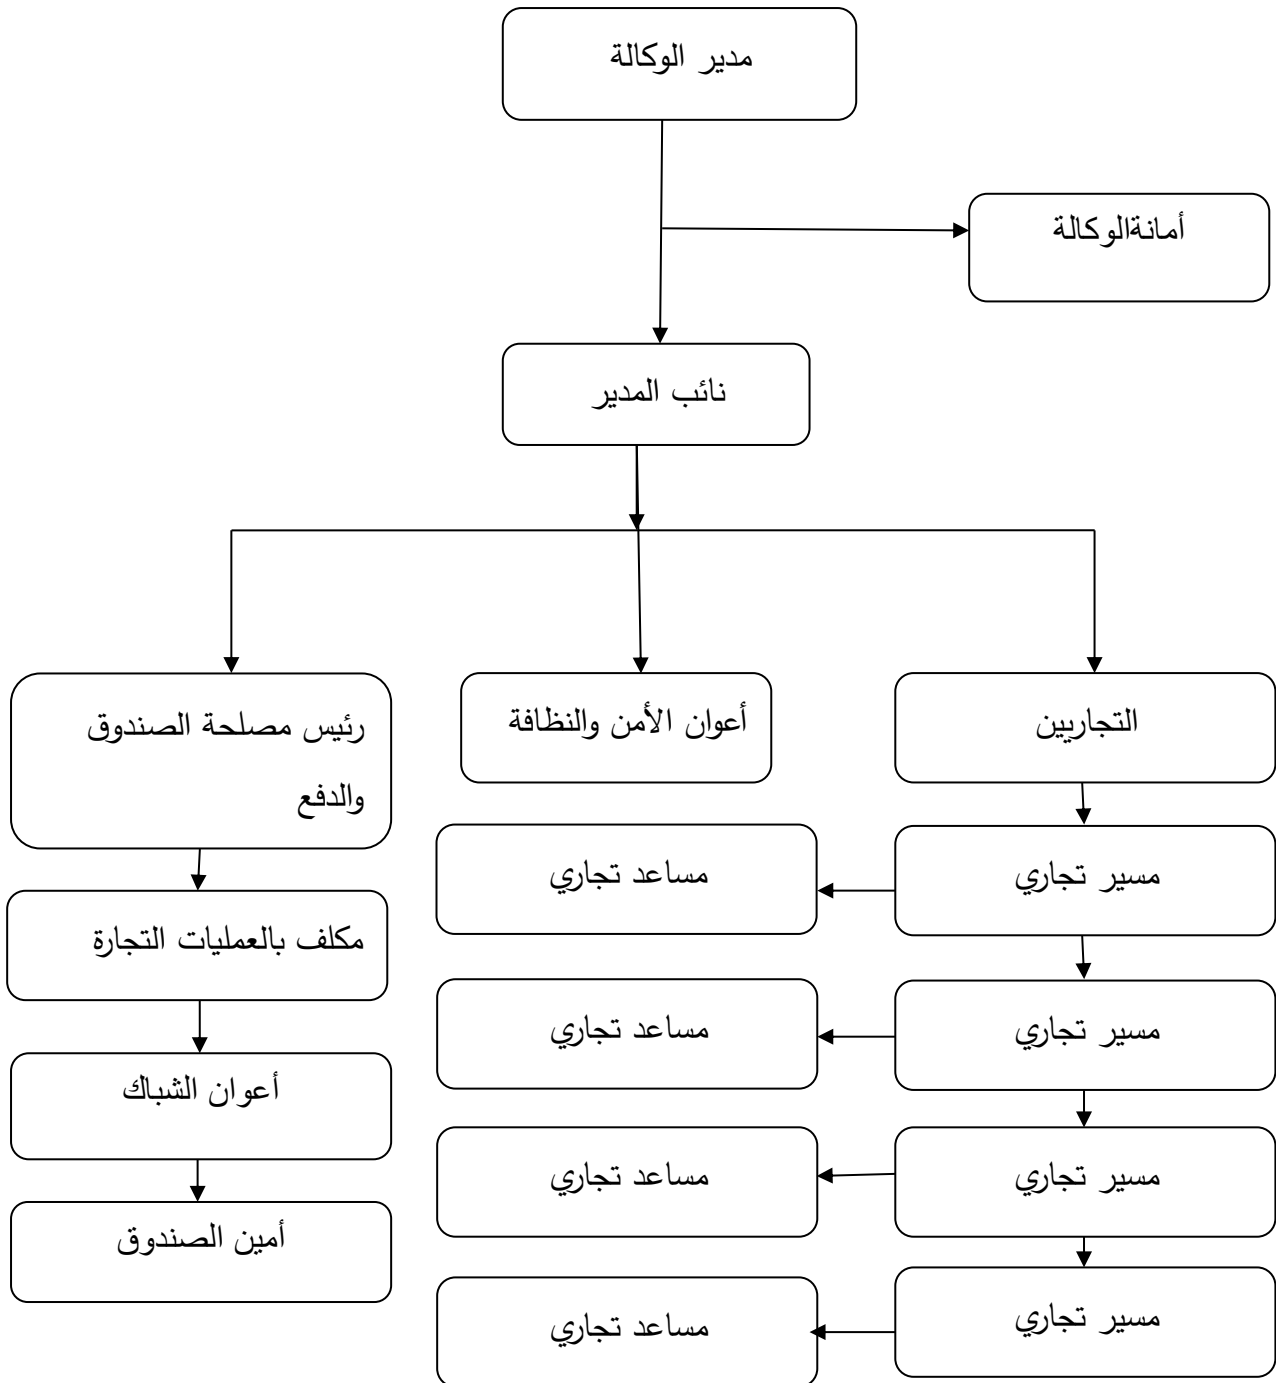 مدير الوكالة
أمانةالوكالة
نائب المدير
التجاريين
أعوان الأمن والنظافة
رئيس مصلحة الصندوق
والدفع
مسير تجاري
مساعد تجاري
مكلف بالعمليات التجارة
مسير تجاري
مساعد تجاري
أعوان الشباك
مسير تجاري
مساعد تجاري
أمين الصندوق
مسير تجاري
مساعد تجاري